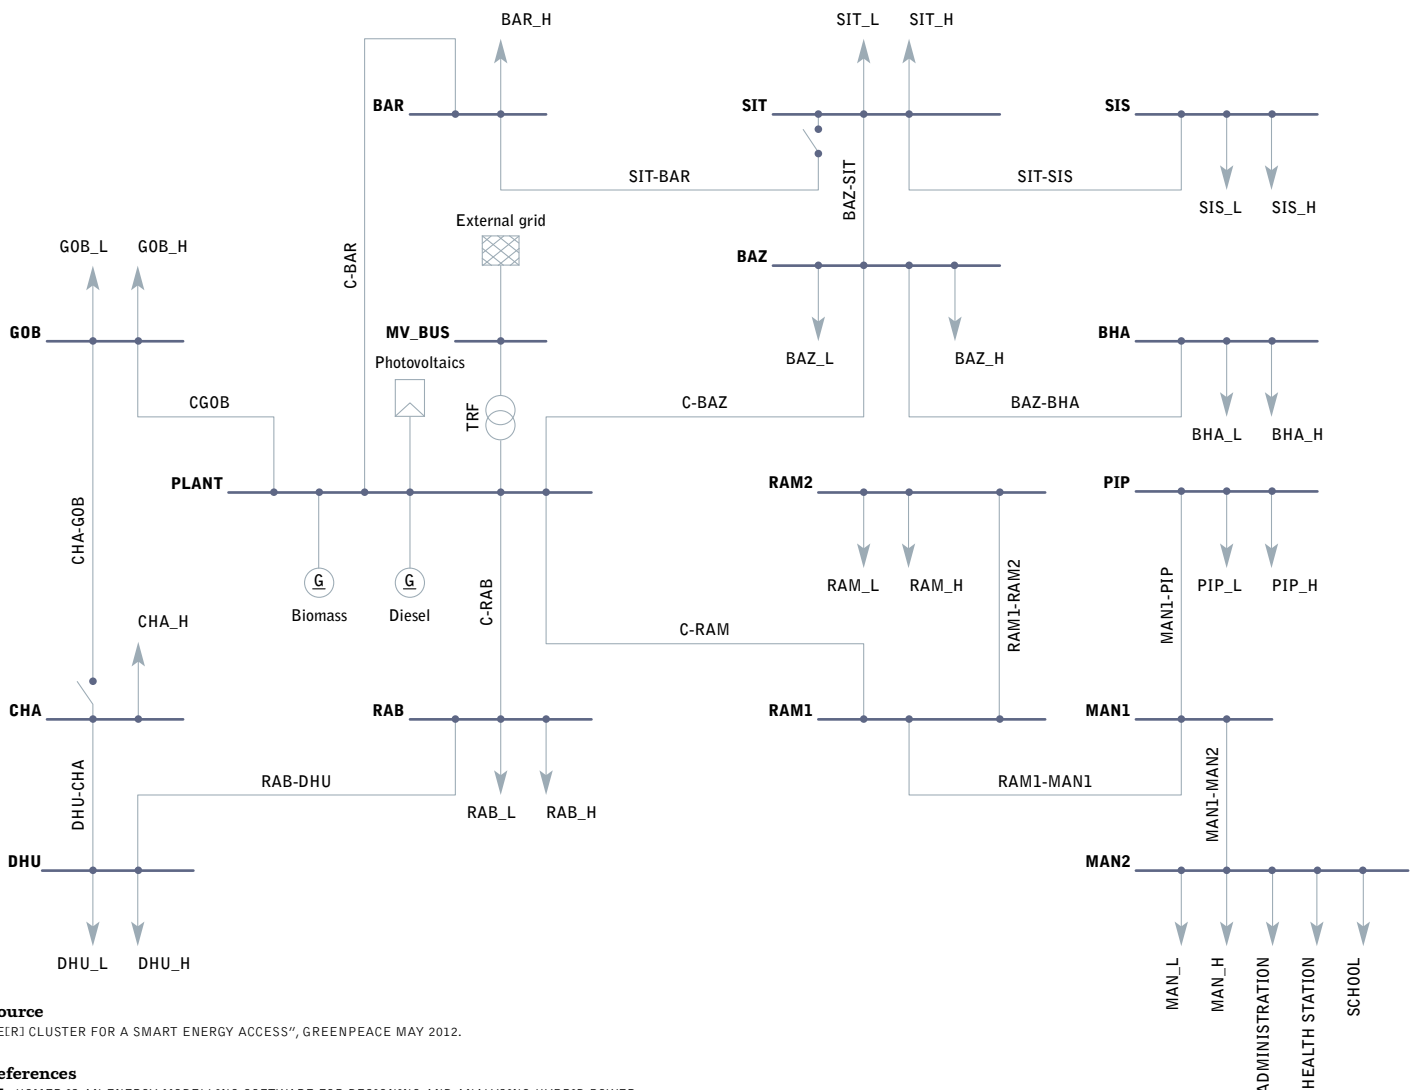 BAR_H
SIT_L
SIT_H
BAR
SIT
SIS
SIT-BAR
BAZ-SIT
SIT-SIS
SIS_L
SIS_H
External grid
GOB_L
GOB_H
C-BAR
BAZ
GOB
MV_BUS
BHA
Photovoltaics
BAZ_L
BAZ_H
CGOB
TRF
C-BAZ
BAZ-BHA
BHA_L
BHA_H
PLANT
RAM2
PIP
CHA-GOB
RAM_L
RAM_H
RAM1-RAM2
MAN1-PIP
PIP_L
PIP_H
G
G
Biomass
Diesel
C-RAB
CHA_H
C-RAM
CHA
RAB
RAM1
MAN1
DHU-CHA
RAB-DHU
RAB_L
RAB_H
RAM1-MAN1
MAN1-MAN2
DHU
MAN2
DHU_L
DHU_H
MAN_L
MAN_H
ADMINISTRATION
HEALTH STATION
SCHOOL
ource
E[R] CLUSTER FOR A SMART ENERGY ACCESS", GREENPEACE MAY 2012.
eferences